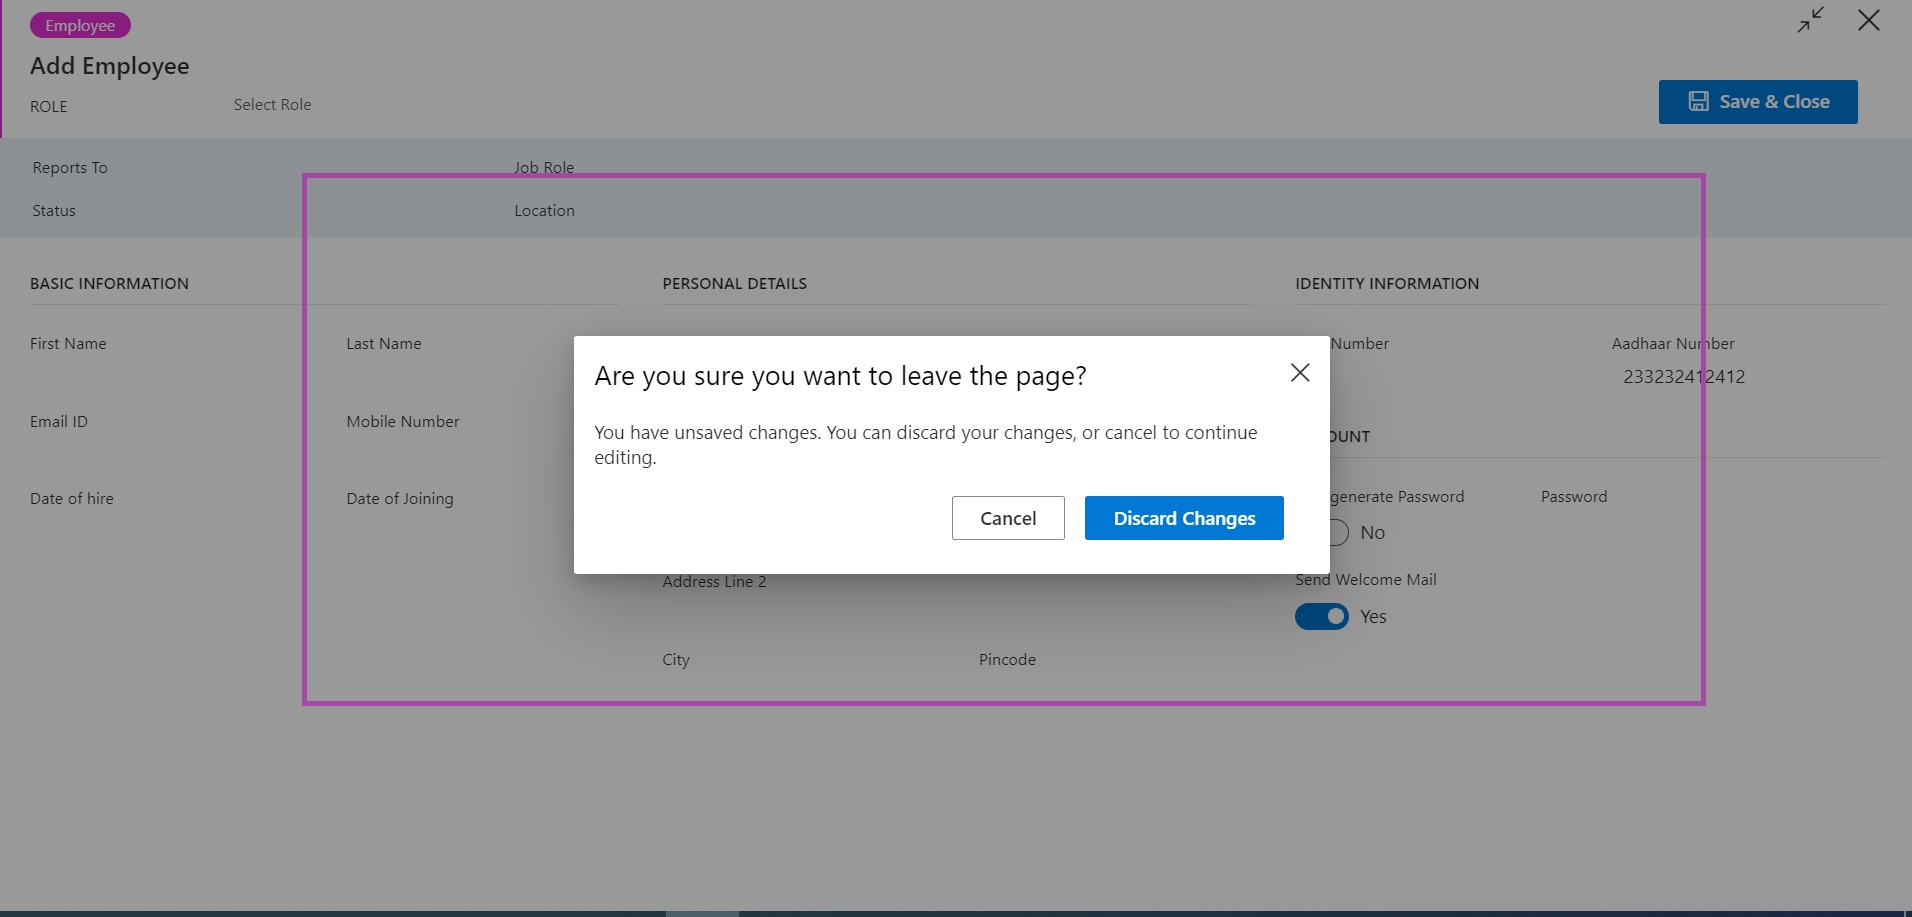 Employee
Add Employee
ROLE
Select Role
Save & Close
Reports To
Job Role
Status
Location
BASIC INFORMATION
PERSONAL DETAILS
IDENTITY INFORMATION
First Name
Last Name
Number
Aadhaar Number
233232412412
Are you sure you want to leave the page?
You have unsaved changes. You can discard your changes, or cancel to continue
editing.
Cancel
Discard Changes
Email ID
Mobile Number
Date of hire
Date of Joining
generate Password
Password
No
Address Line 2
Send Welcome Mail
Yes
City
Pincode